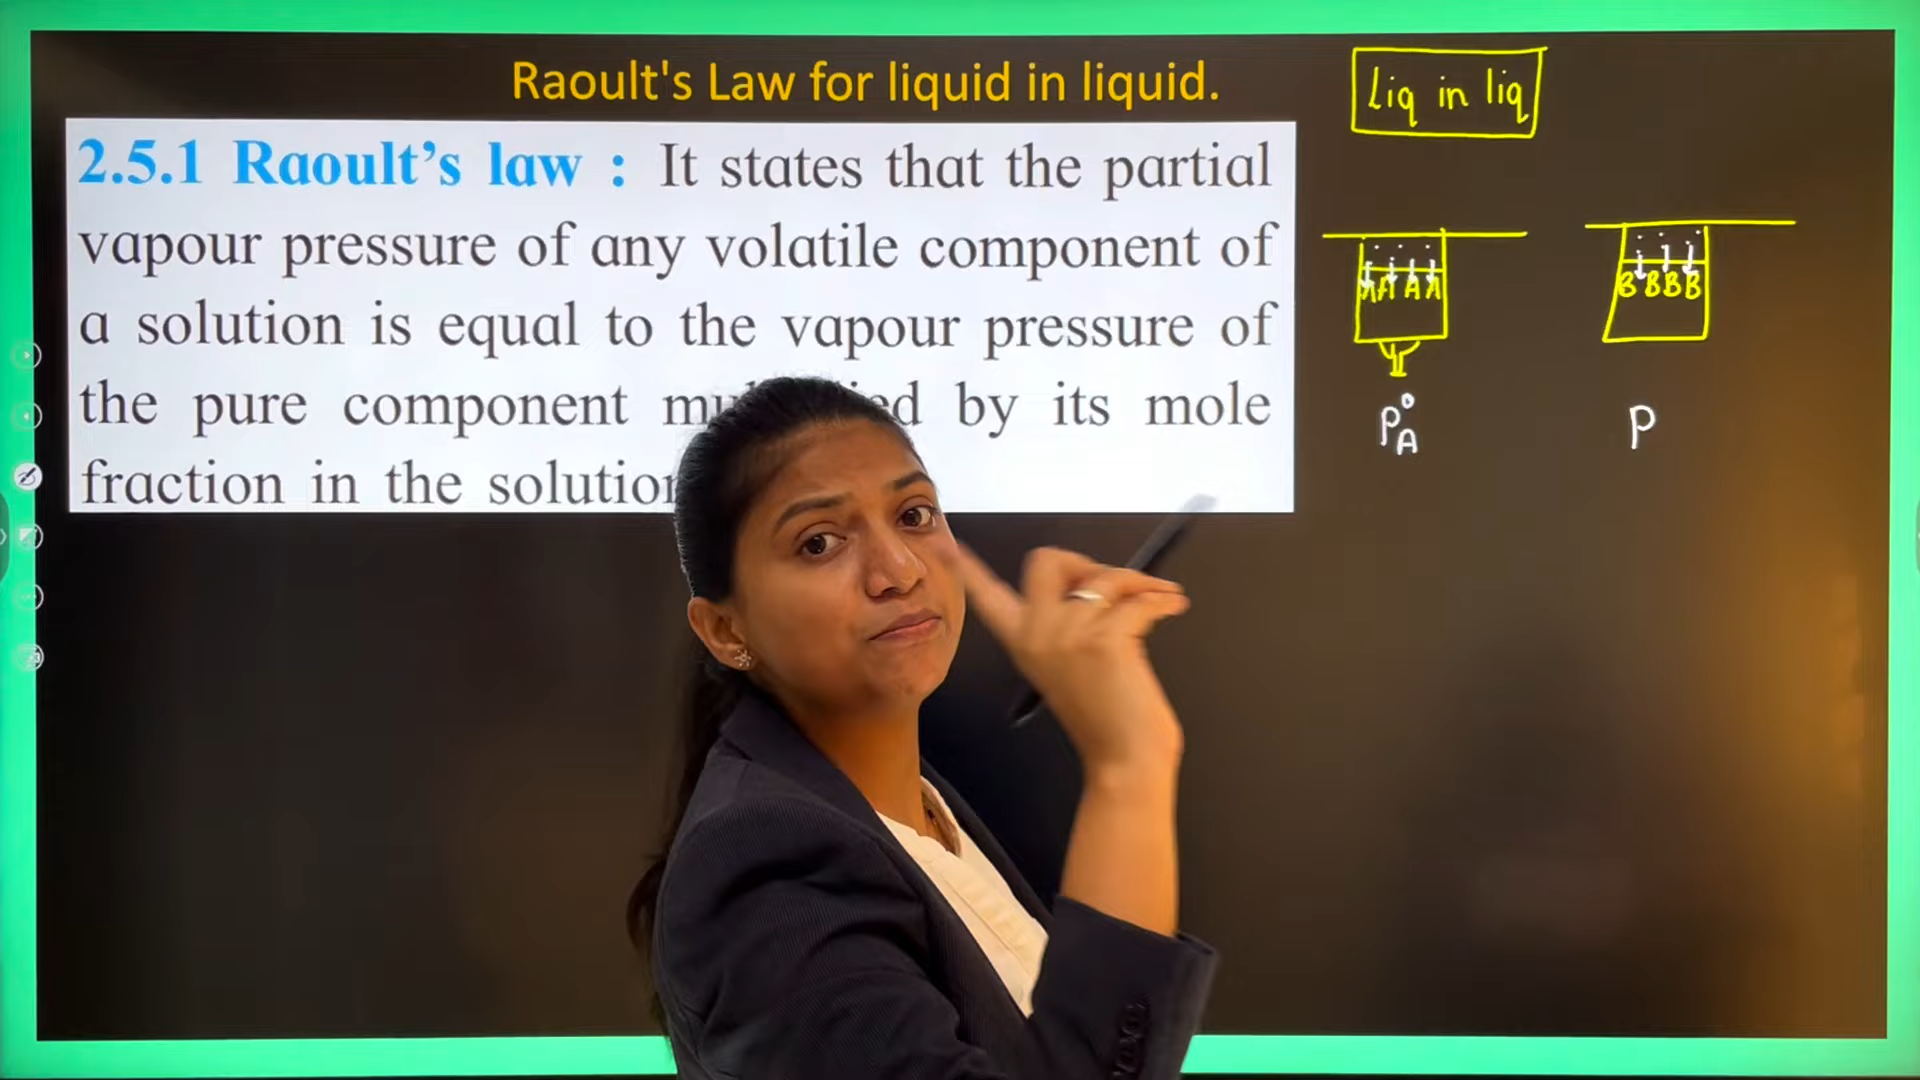 Raoult's Law for liquid in liquid.
Liq in liq
2.5.1 Raoult’s law : It states that the partial
vapour pressure of any volatile component of
a solution is equal to the vapour pressure of
the pure component by its mole
fraction in the solution
A A A A
B B B B
P°A
P